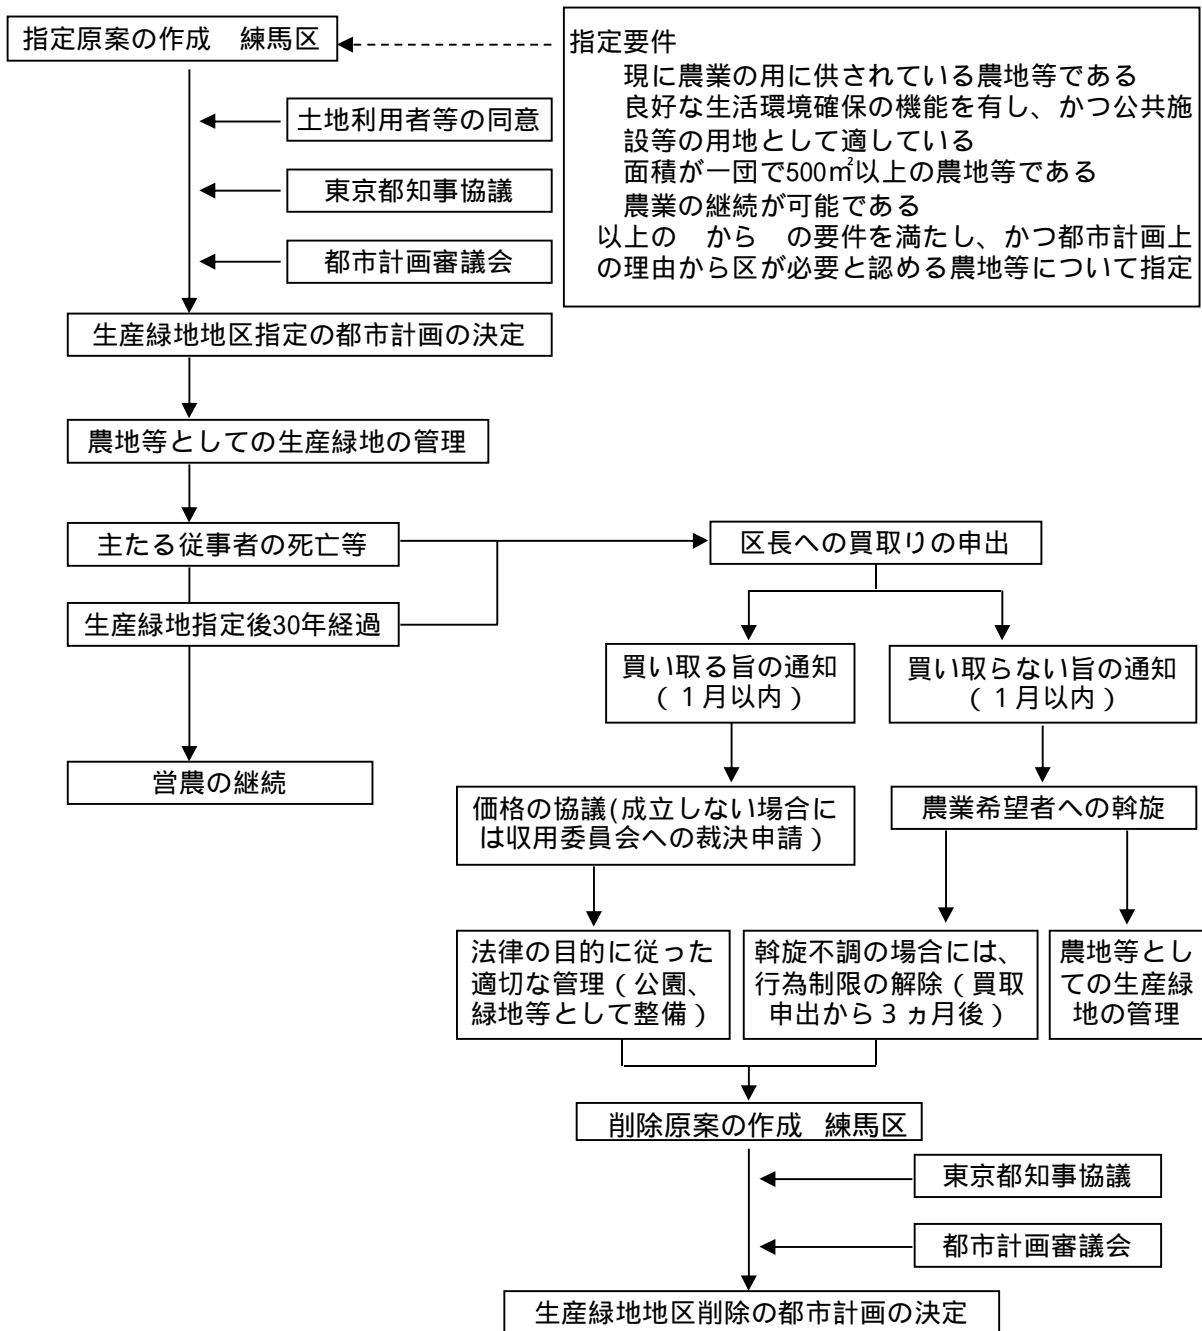 指定原案の作成　練馬区
指定要件
現に農業の用に供されている農地等である
良好な生活環境確保の機能を有し、かつ公共施
設等の用地として適している
面積が一団で500㎡以上の農地等である
農業の継続が可能である
以上の　から　の要件を満たし、かつ都市計画上
の理由から区が必要と認める農地等について指定
土地利用者等の同意
東京都知事協議
都市計画審議会
生産緑地地区指定の都市計画の決定
農地等としての生産緑地の管理
主たる従事者の死亡等
生産緑地指定後30年経過
営農の継続
区長への買取りの申出
買い取る旨の通知
（１月以内）
買い取らない旨の通知
（１月以内）
価格の協議(成立しない場合に
は収用委員会への裁決申請）
農業希望者への斡旋
法律の目的に従った
適切な管理（公園、
緑地等として整備）
斡旋不調の場合には、
行為制限の解除（買取
申出から３ヵ月後）
農地等とし
ての生産緑
地の管理
削除原案の作成　練馬区
東京都知事協議
都市計画審議会
生産緑地地区削除の都市計画の決定